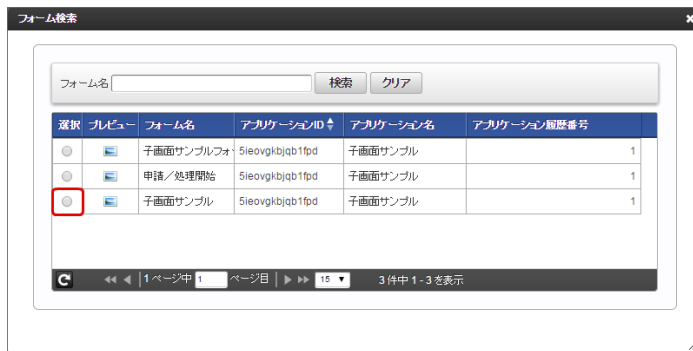 フォーム検索 ×
フォーム名 検索 クリア
選択 プレビュー フォーム名 アプリケーションID アプリケーション名 アプリケーション履歴番号
子画面サンプルフォ 5ieovgkbjqb1fpd 子画面サンプル 1
申請／処理開始 5ieovgkbjqb1fpd 子画面サンプル 1
子画面サンプル 5ieovgkbjqb1fpd 子画面サンプル 1
1 ページ中 1 ページ目 15 3 件中 1 - 3 を表示